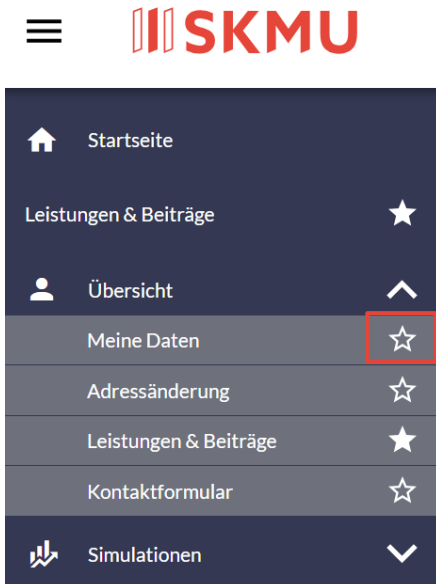 SKMU
Startseite
Leistungen & Beiträge
Übersicht
Meine Daten
Adressänderung
Leistungen & Beiträge
Kontaktformular
Simulationen